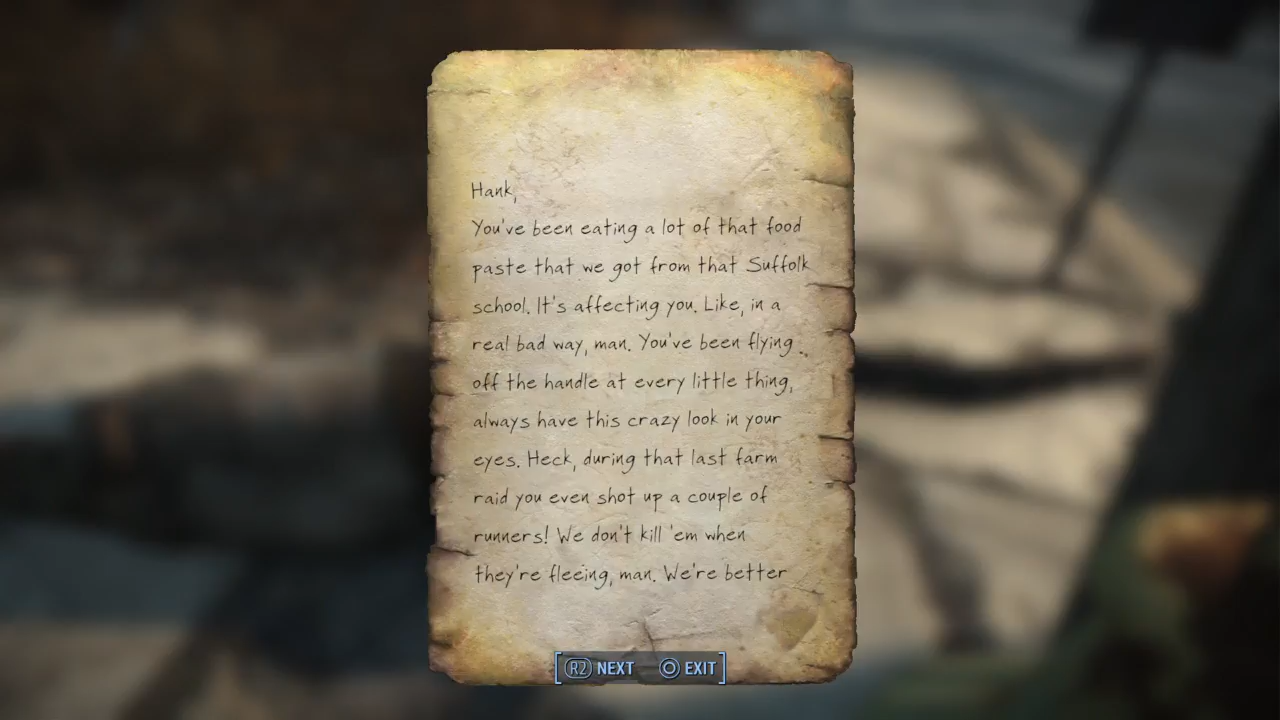 Hank,
You've been eating a lot of that food
paste that we got from that Suffolk
school. It's affecting you. Like, in a
real bad way, man. You've been flying
off the handle at every little thing,
always have this crazy look in your
eyes. Heck, during that last farm
raid you even shot up a couple of
runners! We don't kill 'em when
they're fleeing, man. We're better
R2 NEXT EXIT